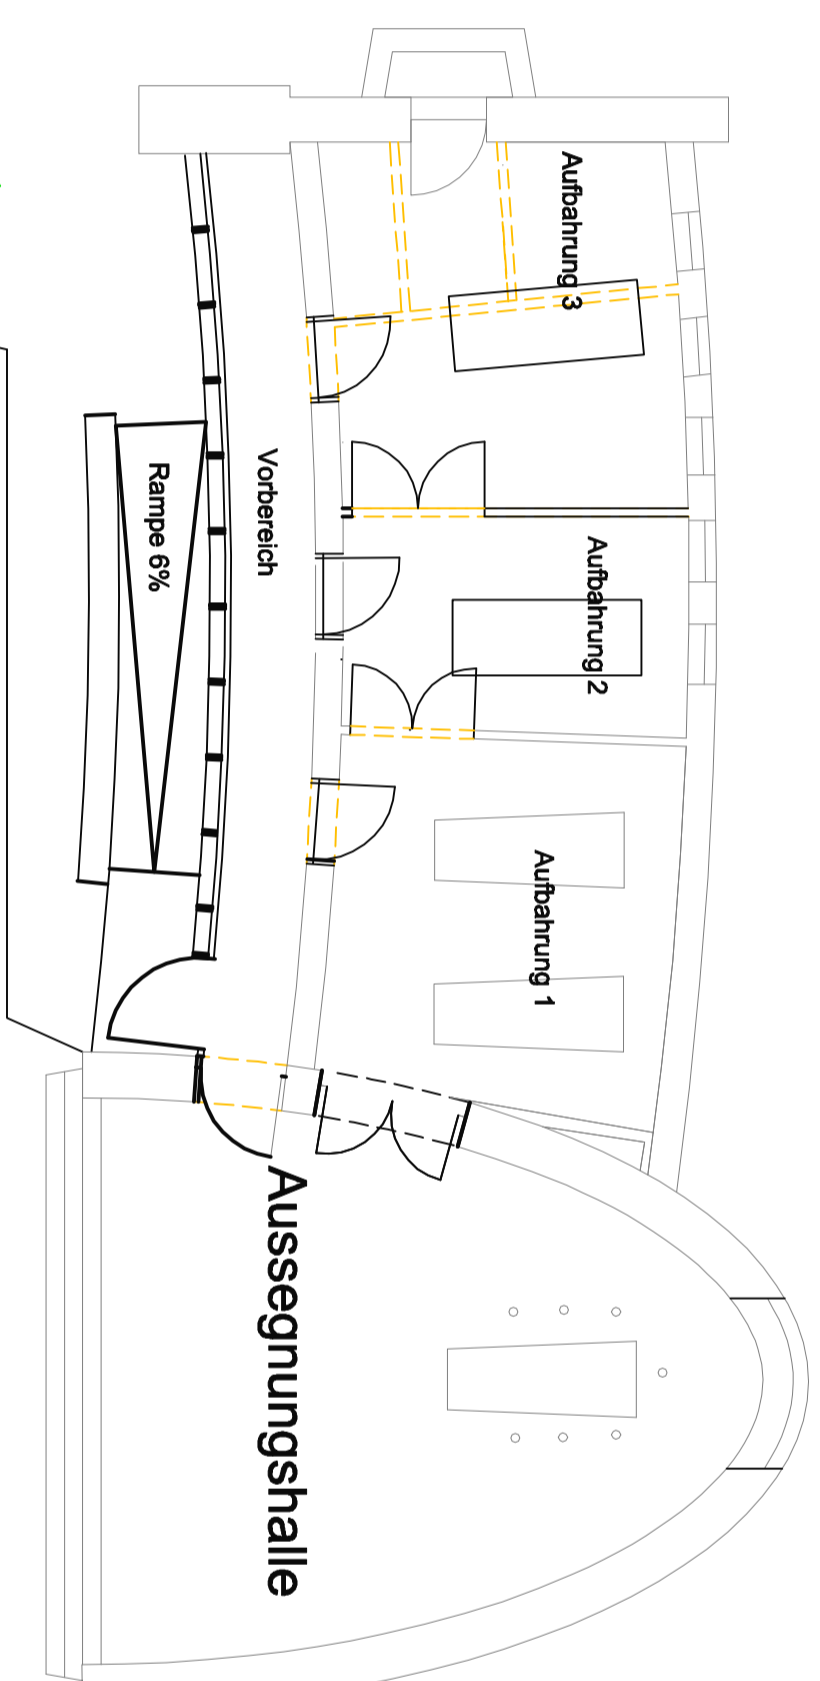 Aufbahrung 3
Vorbereich
Rampe 6%
Aufbahrung 2
Aufbahrung 1
Aussegnungshalle